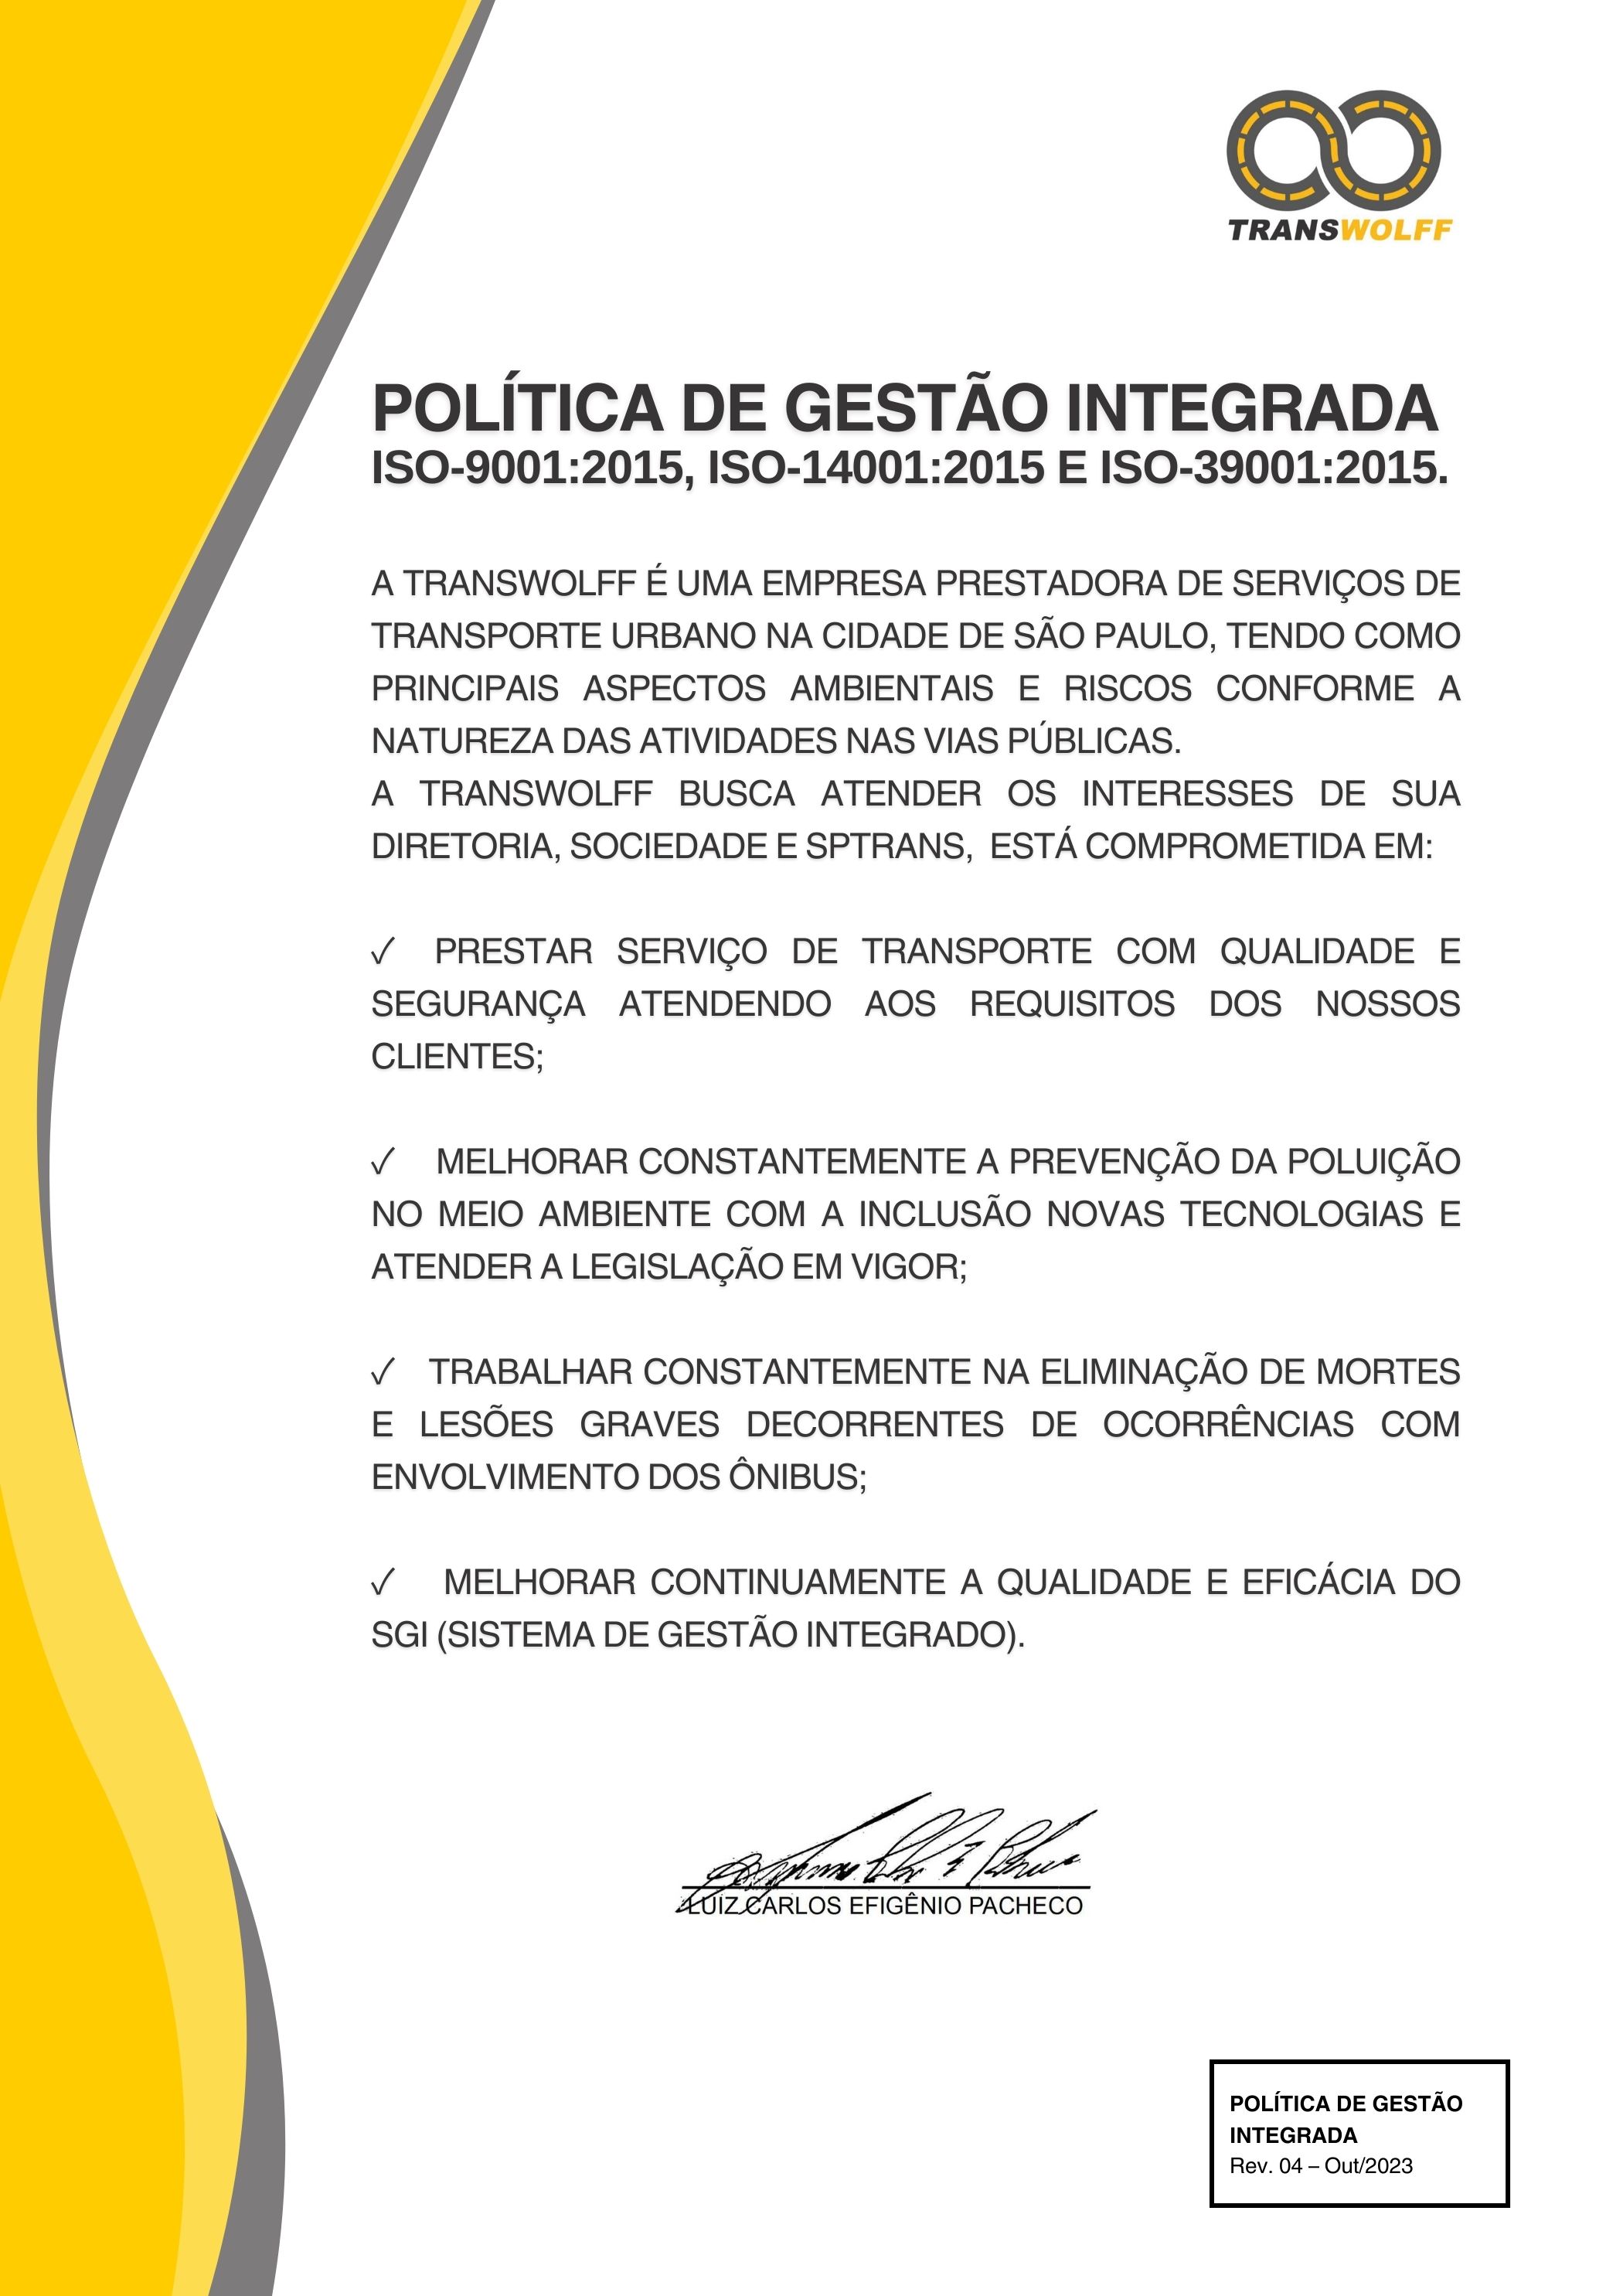 TRANSWOLFF
POLÍTICA DE GESTÃO INTEGRADA
ISO-9001:2015, ISO-14001:2015 E ISO-39001:2015.
A TRANSWOLFF É UMA EMPRESA PRESTADORA DE SERVIÇOS DE
TRANSPORTE URBANO NA CIDADE DE SÃO PAULO, TENDO COMO
PRINCIPAIS ASPECTOS AMBIENTAIS E RISCOS CONFORME A
NATUREZA DAS ATIVIDADES NAS VIAS PÚBLICAS.
A TRANSWOLFF BUSCA ATENDER OS INTERESSES DE SUA
DIRETORIA, SOCIEDADE E SPTRANS, ESTÁ COMPROMETIDA EM:
✓ PRESTAR SERVIÇO DE TRANSPORTE COM QUALIDADE E
SEGURANÇA ATENDENDO AOS REQUISITOS DOS NOSSOS
CLIENTES;
✓ MELHORAR CONSTANTEMENTE A PREVENÇÃO DA POLUIÇÃO
NO MEIO AMBIENTE COM A INCLUSÃO NOVAS TECNOLOGIAS E
ATENDER A LEGISLAÇÃO EM VIGOR;
✓ TRABALHAR CONSTANTEMENTE NA ELIMINAÇÃO DE MORTES
E LESÕES GRAVES DECORRENTES DE OCORRÊNCIAS COM
ENVOLVIMENTO DOS ÔNIBUS;
✓ MELHORAR CONTINUAMENTE A QUALIDADE E EFICÁCIA DO
SGI (SISTEMA DE GESTÃO INTEGRADO).
LUIZ CARLOS EFIGÊNIO PACHECO
POLÍTICA DE GESTÃO
INTEGRADA
Rev. 04 – Out/2023